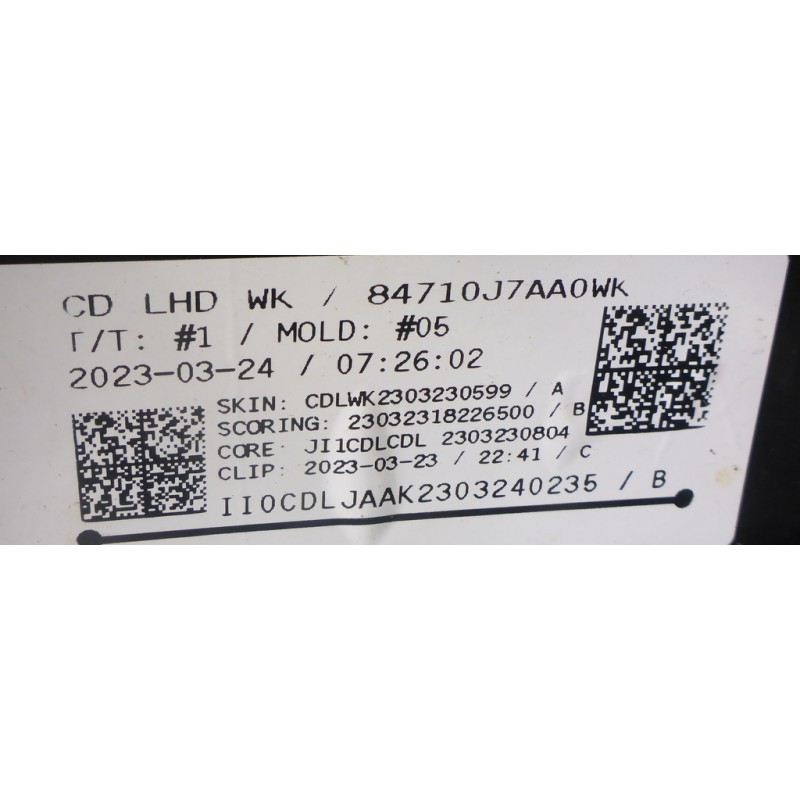 CD LHD WK / 84710J7AA0WK
T/T: #1 / MOLD: #05
2023-03-24 / 07:26:02
SKIN: CDLWK2303230599 / A
SCORING: 23032318226500 / B
CORE: JI1CDLCDL 2303230804
CLIP: 2023-03-23 / 22:41 / C
II0CDLJAAK2303240235 / B